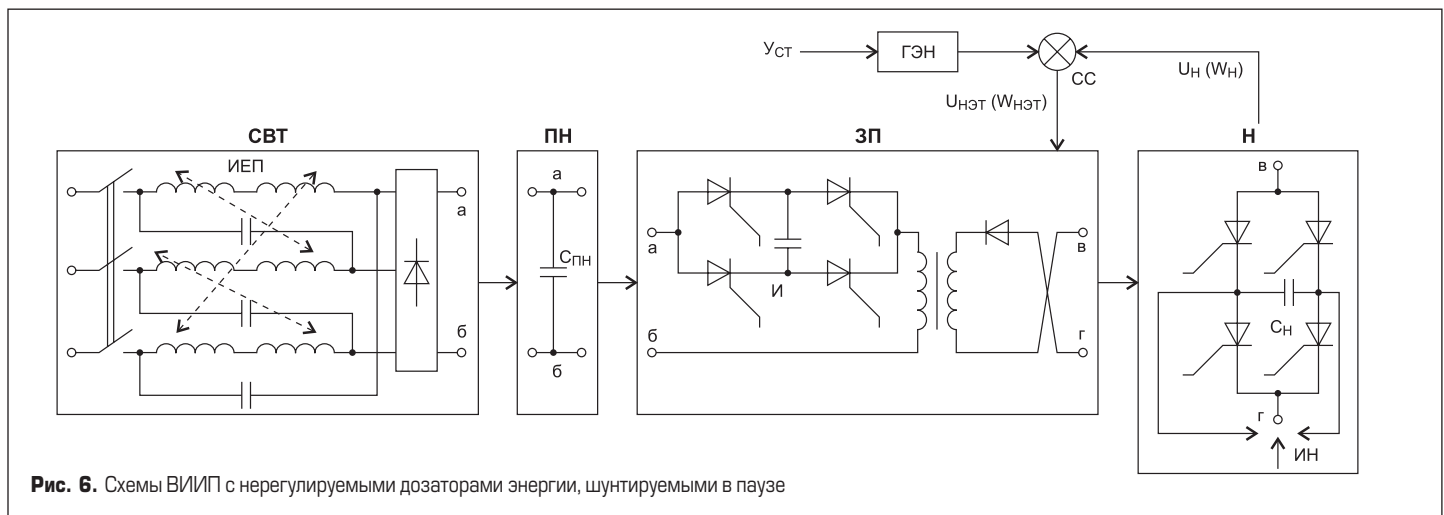 УСТ
ГЭН
СС
UН (WН)
UНЭТ (WНЭТ)
СВТ
ПН
ЗП
Н
ИЕП
а
б
а
СПН
б
а
б
И
в
г
в
СН
г
ИН
Рис. 6. Схемы ВИИП с нерегулируемыми дозаторами энергии, шунтируемыми в паузе